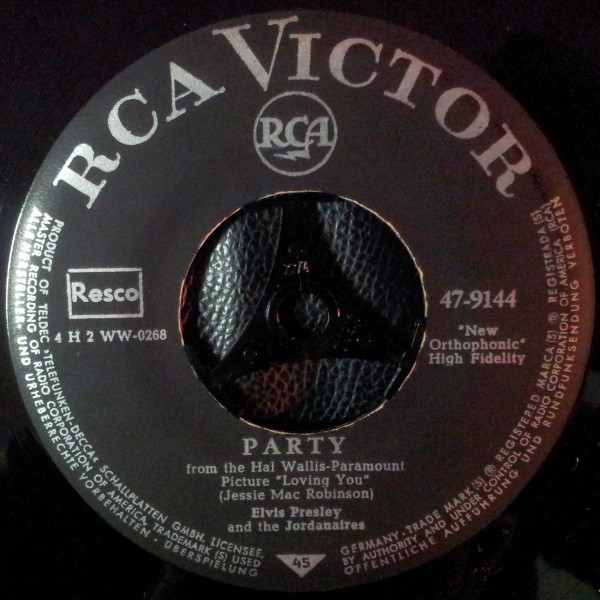 RCA VICTOR
RCA
Resco
4 H 2 WW-0268
47-9144
"New
Orthophonic"
High Fidelity
PARTY
from the Hal Wallis-Paramount
Picture "Loving You"
(Jessie Mac Robinson)
Elvis Presley
and the Jordanaires
45
PRODUCT OF TELDEC »TELEFUNKEN-DECCA« SCHALLPLATTEN GMBH. LICENSEE,
MASTER RECORDING OF RADIO CORPORATION OF AMERICA, TRADEMARK (S) USED
ALLE HERSTELLER- UND URHEBERRECHTE VORBEHALTEN · ÜBERSPIELUNG
GERMANY - TRADE MARK (S) ® REGISTERED MARCA (S) ® REGISTRADA (S)
BY AUTHORITY, AND UNDER CONTROL OF RADIO CORPORATION OF AMERICA (RCA)
ÖFFENTLICHE AUFFÜHRUNG UND RUNDFUNKSENDUNG VERBOTEN